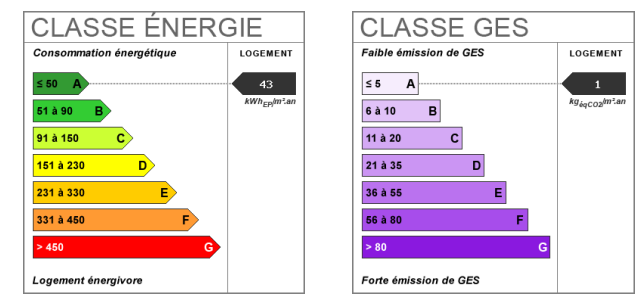 CLASSE ÉNERGIE
Consommation énergétique
LOGEMENT
≤ 50 A
43
kWhEP/m².an
51 à 90 B
91 à 150 C
151 à 230 D
231 à 330 E
331 à 450 F
> 450 G
Logement énergivore
CLASSE GES
Faible émission de GES
LOGEMENT
≤ 5 A
1
kgéqCO2/m².an
6 à 10 B
11 à 20 C
21 à 35 D
36 à 55 E
56 à 80 F
> 80 G
Forte émission de GES